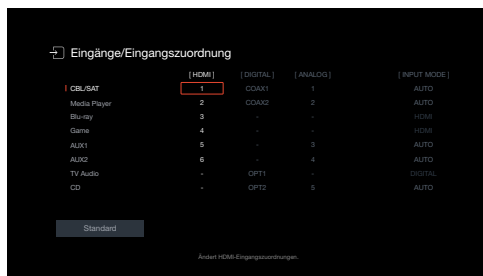 Eingänge/Eingangszuordnung
[ HDMI ] [ DIGITAL ] [ ANALOG ] [ INPUT MODE ]
CBL/SAT 1 COAX1 1 AUTO
Media Player 2 COAX2 2 AUTO
Blu-ray 3 - - HDMI
Game 4 - - HDMI
AUX1 5 - 3 AUTO
AUX2 6 - 4 AUTO
TV Audio - OPT1 - DIGITAL
CD - OPT2 5 AUTO
Standard
Ändert HDMI-Eingangszuordnungen.